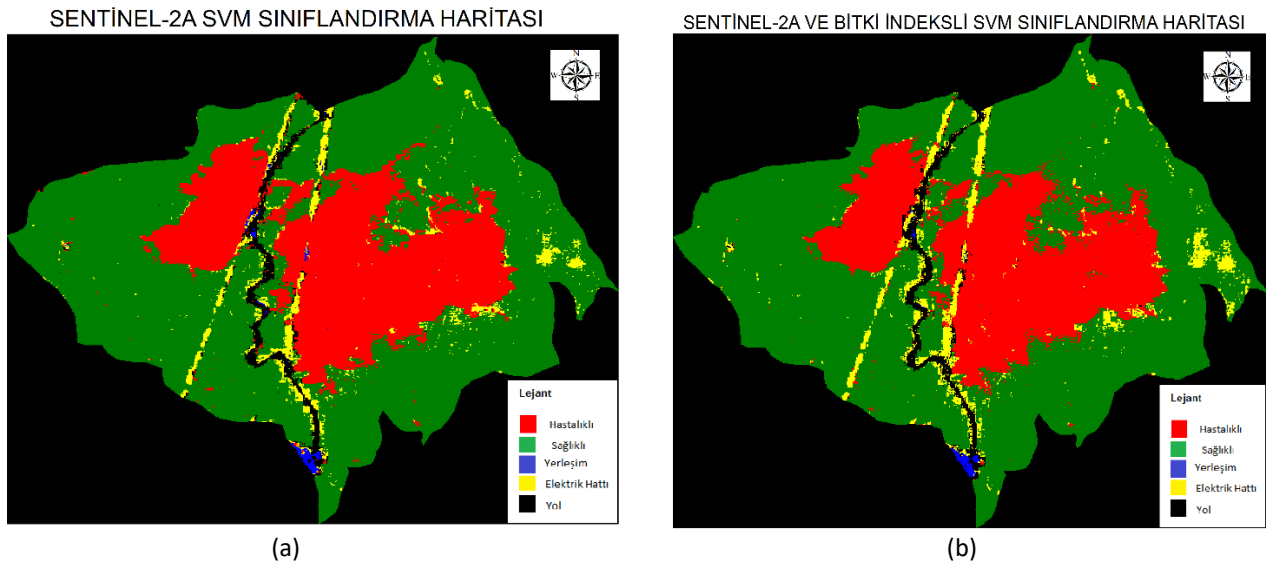 SENTİNEL-2A SVM SINIFLANDIRMA HARİTASI
N
W E
S
Lejant
Hastalıklı
Sağlıklı
Yerleşim
Elektrik Hattı
Yol
(a)
SENTİNEL-2A VE BİTKİ İNDEKSLİ SVM SINIFLANDIRMA HARİTASI
N
W E
S
Lejant
Hastalıklı
Sağlıklı
Yerleşim
Elektrik Hattı
Yol
(b)